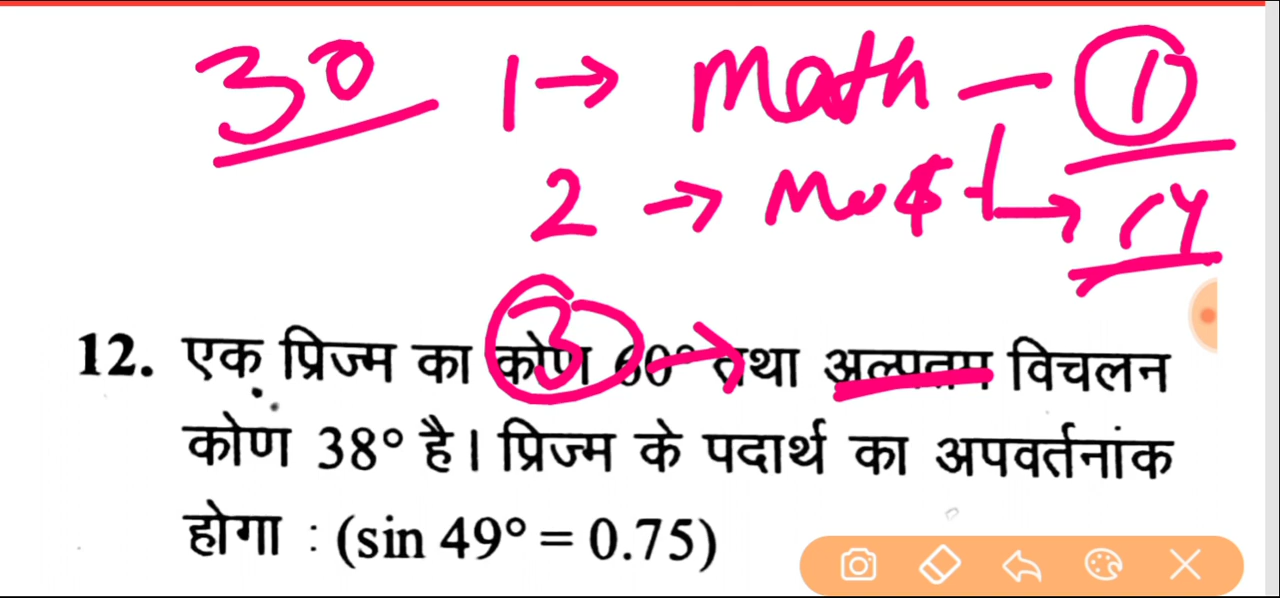 30 1 → Math – 1
2 → Most → 14
3 →
12. एक प्रिज्म का कोण 60° तथा अल्पतम विचलन
कोण 38° है। प्रिज्म के पदार्थ का अपवर्तनांक
होगा : (sin 49° = 0.75)